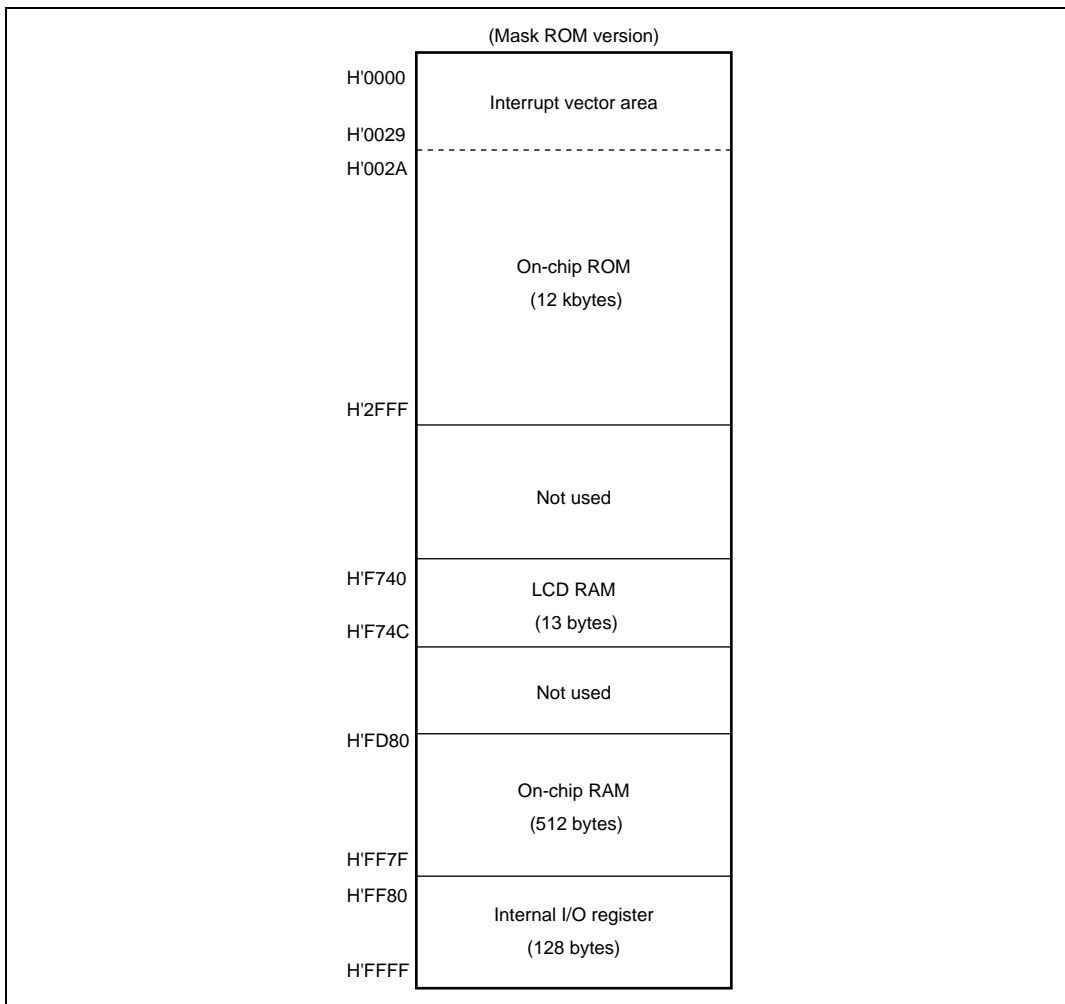 (Mask ROM version)
H'0000
Interrupt vector area
H'0029
H'002A
On-chip ROM
(12 kbytes)
H'2FFF
Not used
H'F740
LCD RAM
(13 bytes)
H'F74C
Not used
H'FD80
On-chip RAM
(512 bytes)
H'FF7F
H'FF80
Internal I/O register
(128 bytes)
H'FFFF